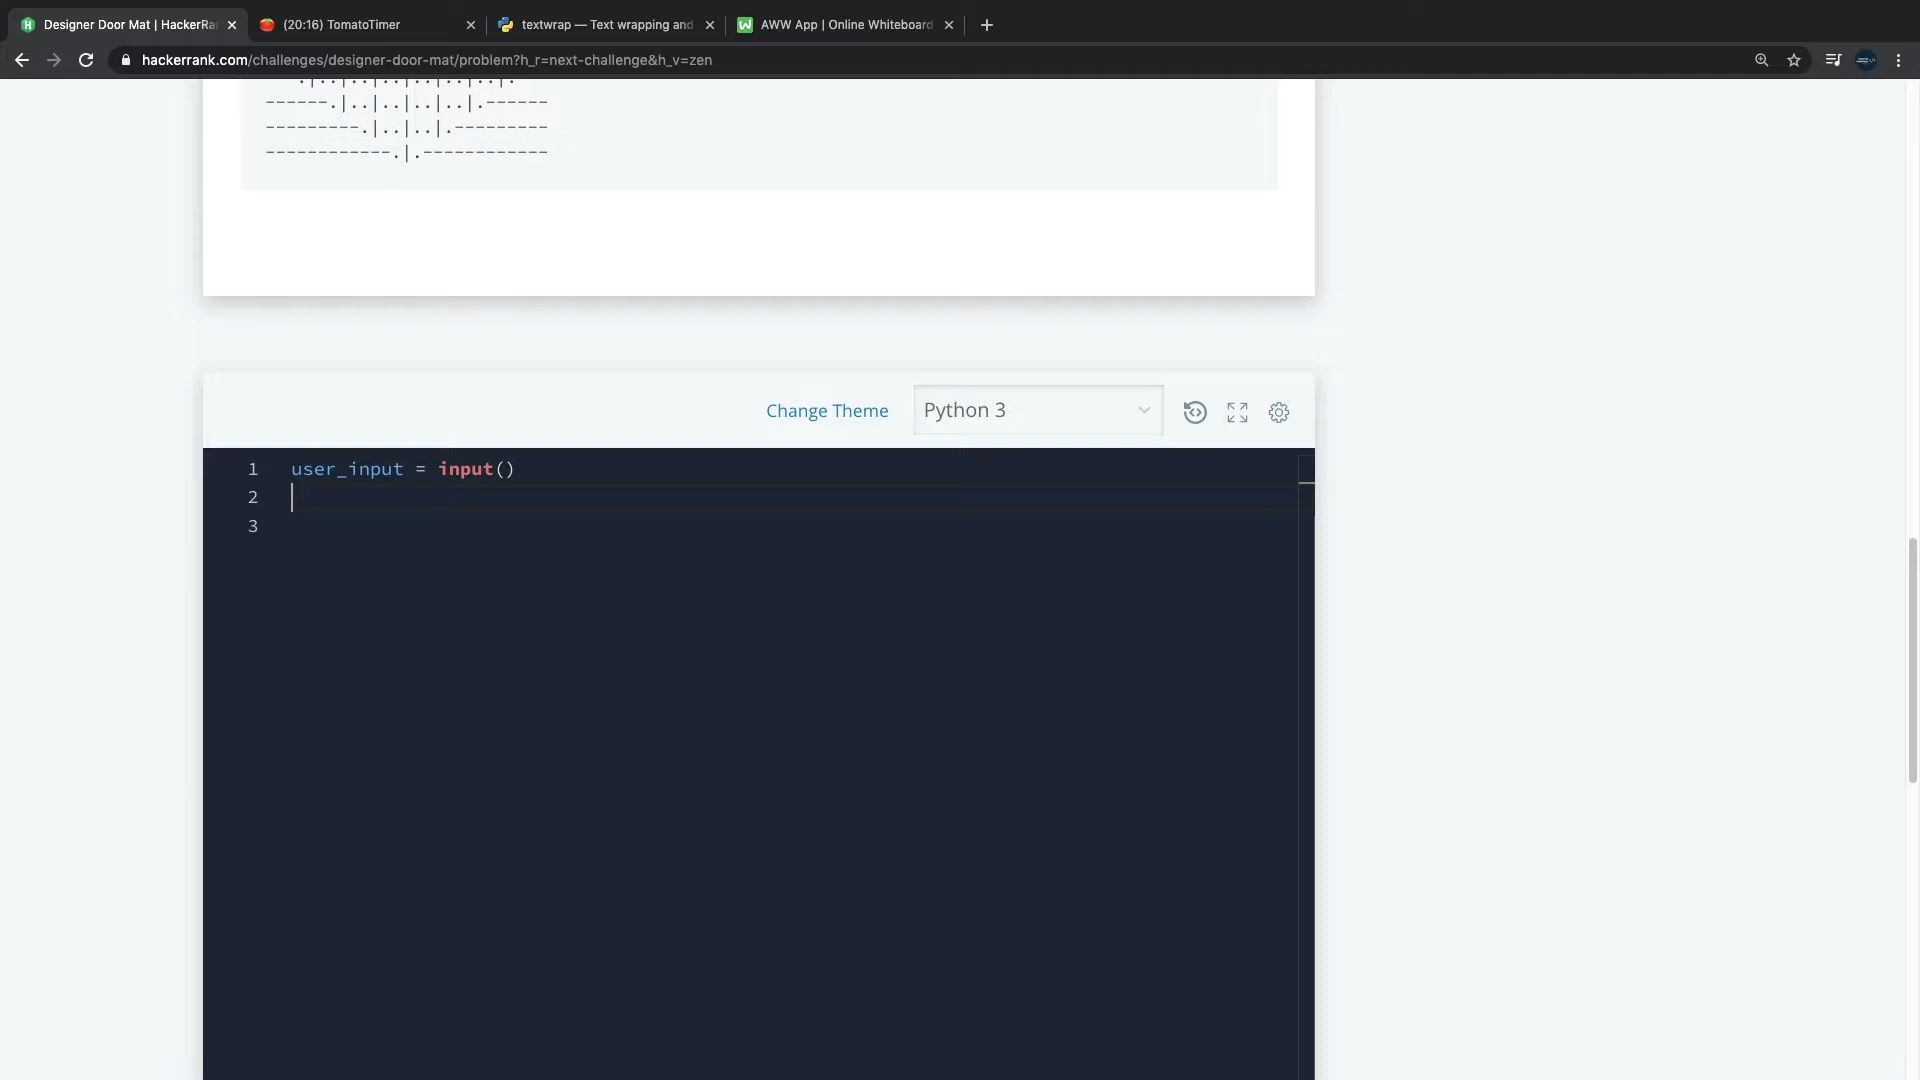 Designer Door Mat | HackerRa
(20:16) TomatoTimer
textwrap — Text wrapping and
AWW App | Online Whiteboard
hackerrank.com/challenges/designer-door-mat/problem?h_r=next-challenge&h_v=zen
.|..|..|..|..|..|..|.
------.|..|..|..|..|.------
---------.|..|..|.---------
------------.|.------------
Change Theme
Python 3
1 user_input = input()
2
3